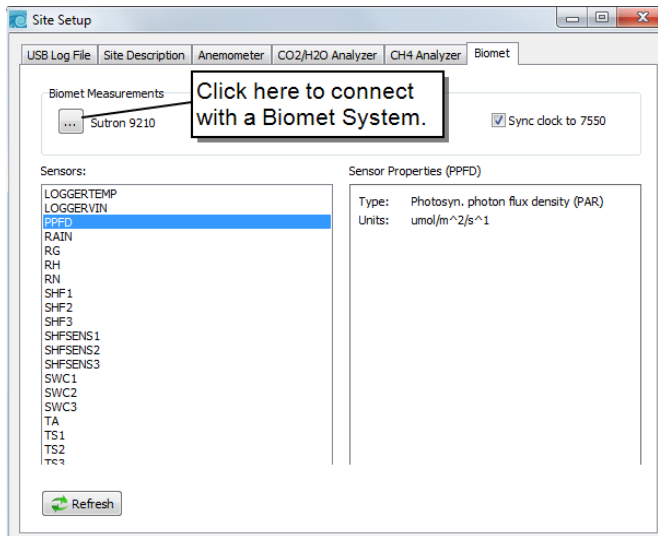 Site Setup
USB Log File Site Description Anemometer CO2/H2O Analyzer CH4 Analyzer Biomet
Biomet Measurements
Click here to connect
with a Biomet System.
... Sutron 9210
Sync clock to 7550
Sensors:
LOGGERTEMP
LOGGERVIN
PPFD
RAIN
RG
RH
RN
SHF1
SHF2
SHF3
SHFSENS1
SHFSENS2
SHFSENS3
SWC1
SWC2
SWC3
TA
TS1
TS2
TS3
Sensor Properties (PPFD)
Type: Photosyn. photon flux density (PAR)
Units: umol/m^2/s^1
Refresh